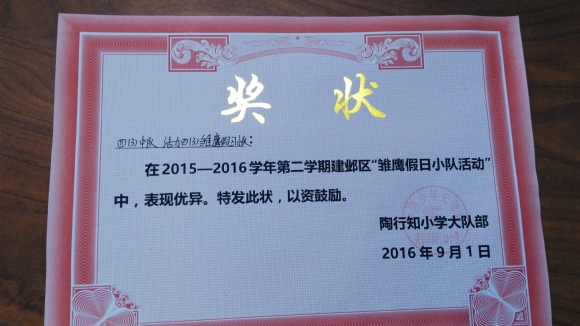 奖 状
四(3)中队 活力四(3)雏鹰假日小队：
在2015—2016学年第二学期建邺区“雏鹰假日小队活动”
中，表现优异。特发此状，以资鼓励。
陶行知小学大队部
2016年9月1日